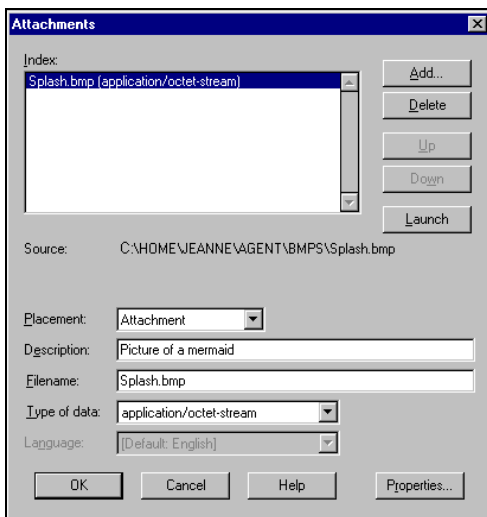 Attachments
Index:
Splash.bmp (application/octet-stream)
Add...
Delete
Up
Down
Launch
Source: C:\HOME\JEANNE\AGENT\BMPS\Splash.bmp
Placement: Attachment
Description: Picture of a mermaid
Filename: Splash.bmp
Type of data: application/octet-stream
Language: [Default: English]
OK Cancel Help Properties...